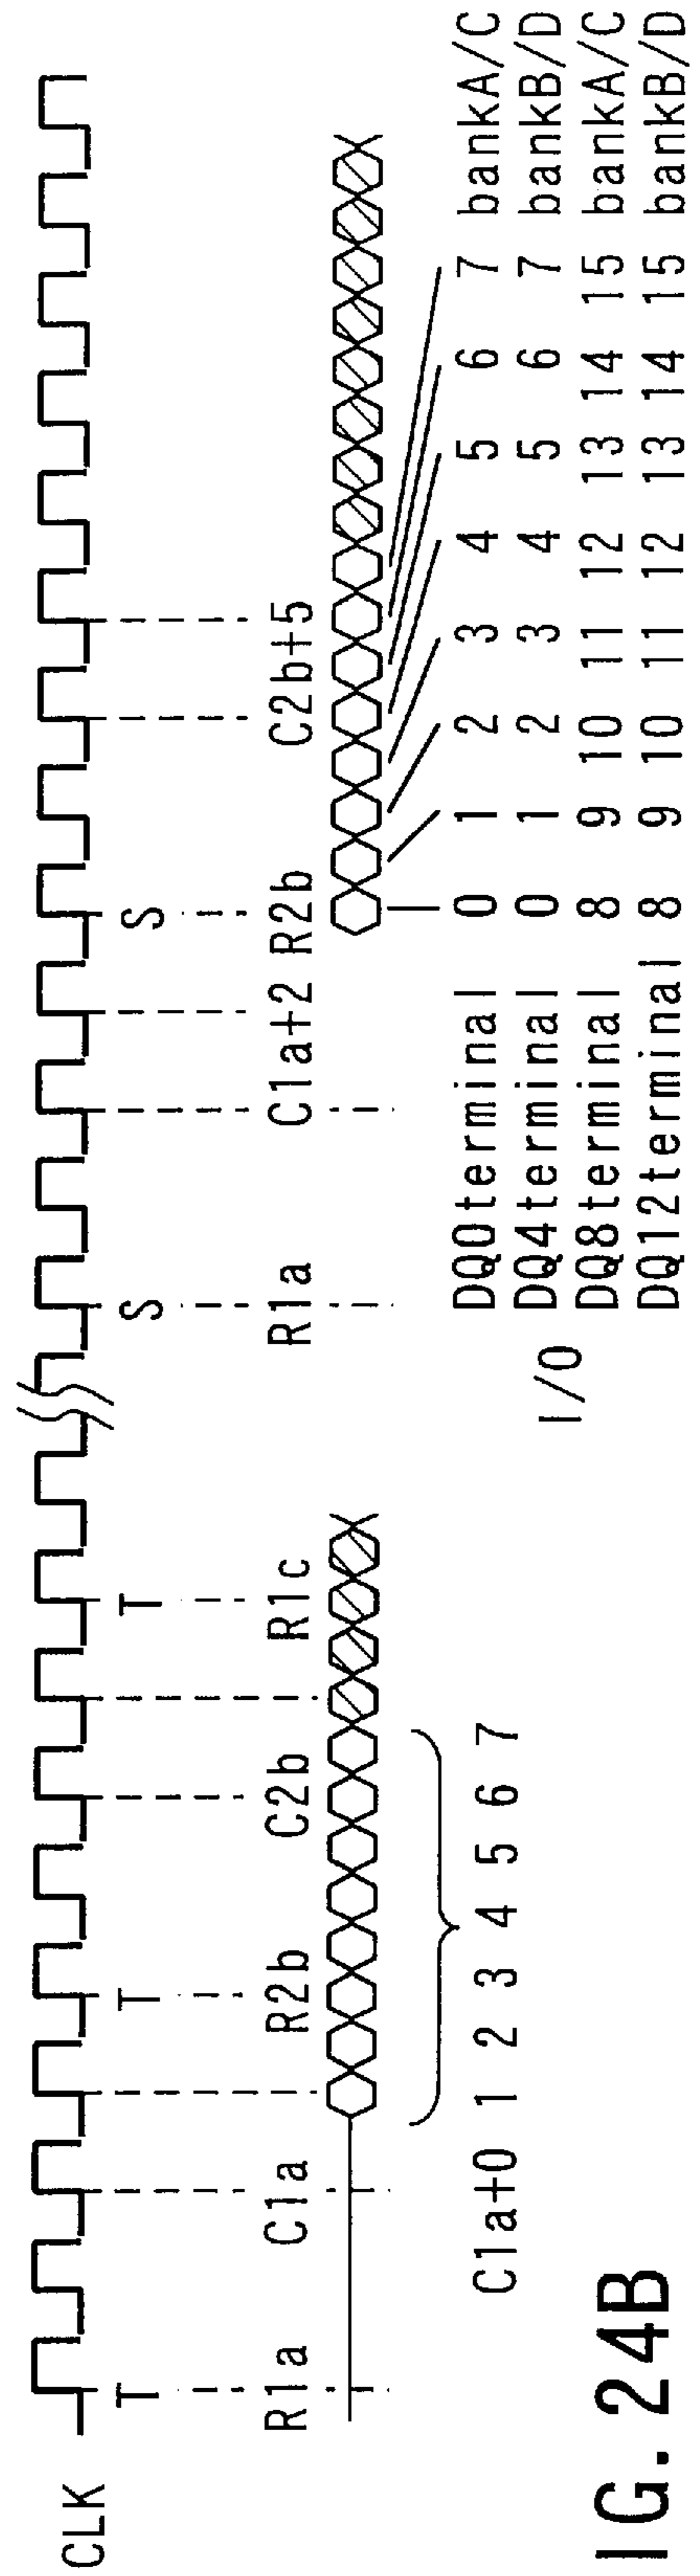 CLK
T T T S S
R1a C1a R2b C2b R1c R1a C1a+2 R2b C2b+5
C1a+0 1 2 3 4 5 6 7
I/O
DQ0terminal 0 1 2 3 4 5 6 7 bankA/C
DQ4terminal 0 1 2 3 4 5 6 7 bankB/D
DQ8terminal 8 9 10 11 12 13 14 15 bankA/C
DQ12terminal 8 9 10 11 12 13 14 15 bankB/D
IG. 24B